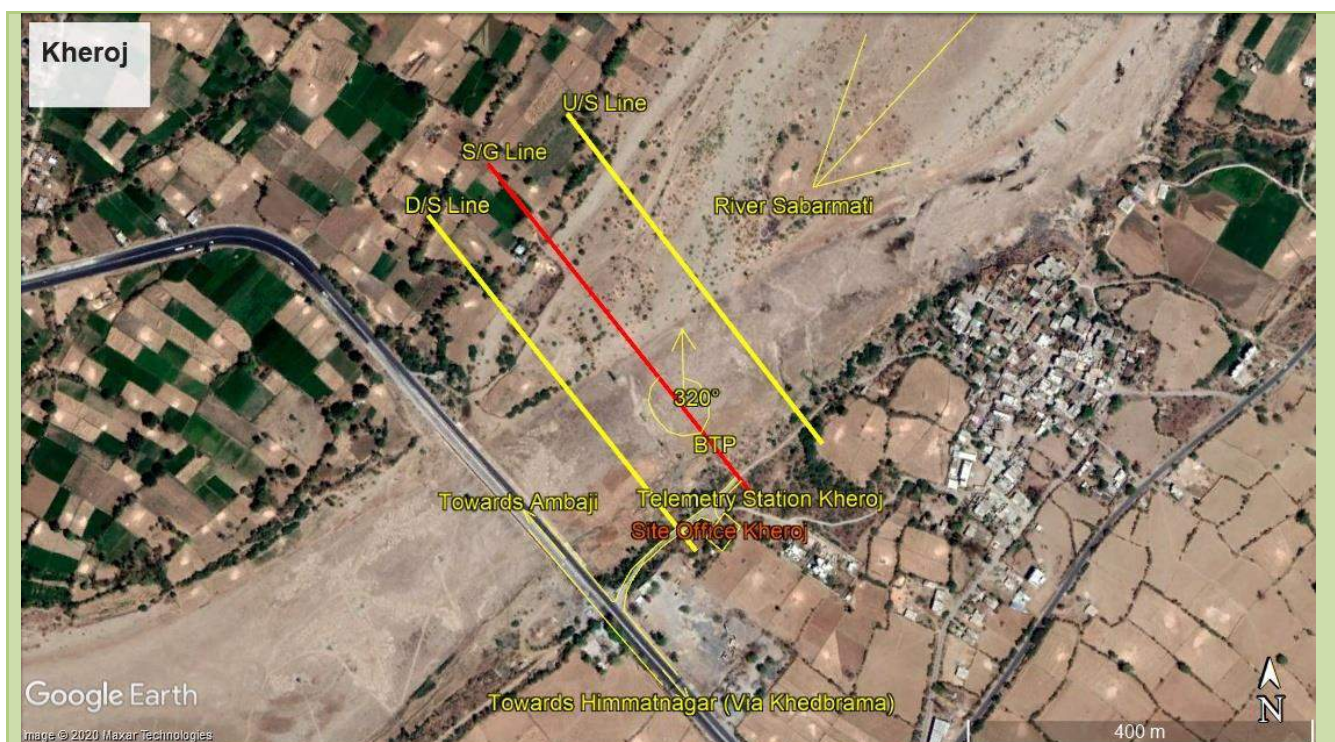 Kheroj
U/S Line
S/G Line
D/S Line
River Sabarmati
320°
BTP
Towards Ambaji
Telemetry Station Kheroj
Site Office Kheroj
Towards Himmatnagar (Via Khedbrama)
Google Earth
N
400 m
Image © 2020 Maxar Technologies